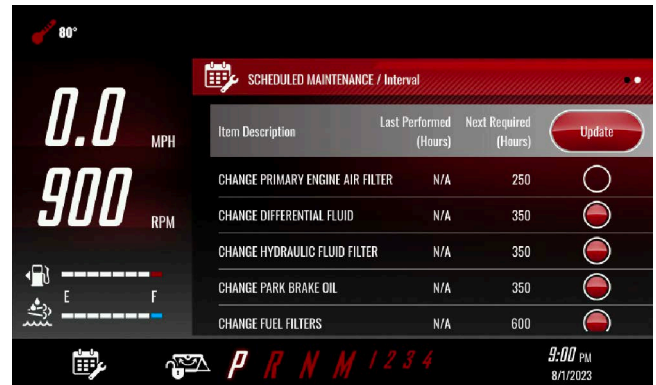 80°
SCHEDULED MAINTENANCE / Interval
0.0 MPH
Item Description Last Performed (Hours) Next Required (Hours) Update
CHANGE PRIMARY ENGINE AIR FILTER N/A 250
900 RPM
CHANGE DIFFERENTIAL FLUID N/A 350
CHANGE HYDRAULIC FLUID FILTER N/A 350
CHANGE PARK BRAKE OIL N/A 350
E F
CHANGE FUEL FILTERS N/A 600
P R N M 1 2 3 4
9:00 PM
8/1/2023